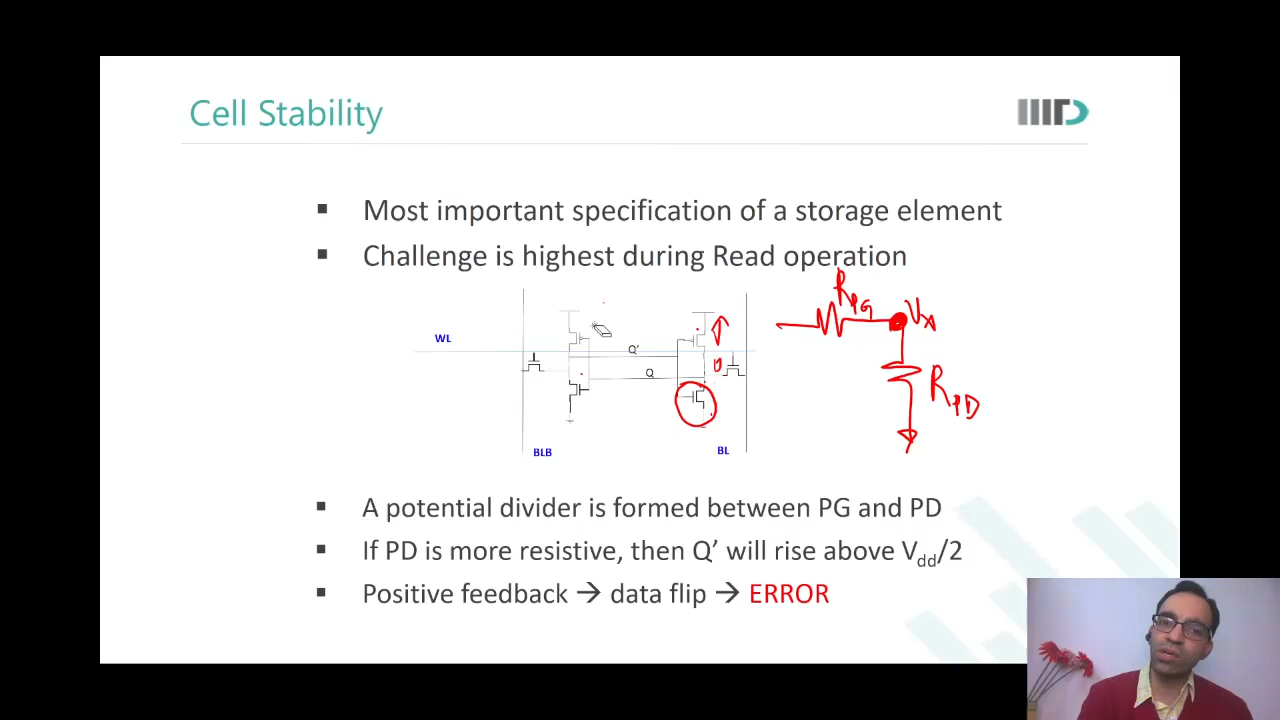 Cell Stability
IIITD
▪ Most important specification of a storage element
▪ Challenge is highest during Read operation
R_PG
V_X
WL
Q'
0
Q
R_PD
BLB
BL
▪ A potential divider is formed between PG and PD
▪ If PD is more resistive, then Q’ will rise above V_dd/2
▪ Positive feedback → data flip → ERROR